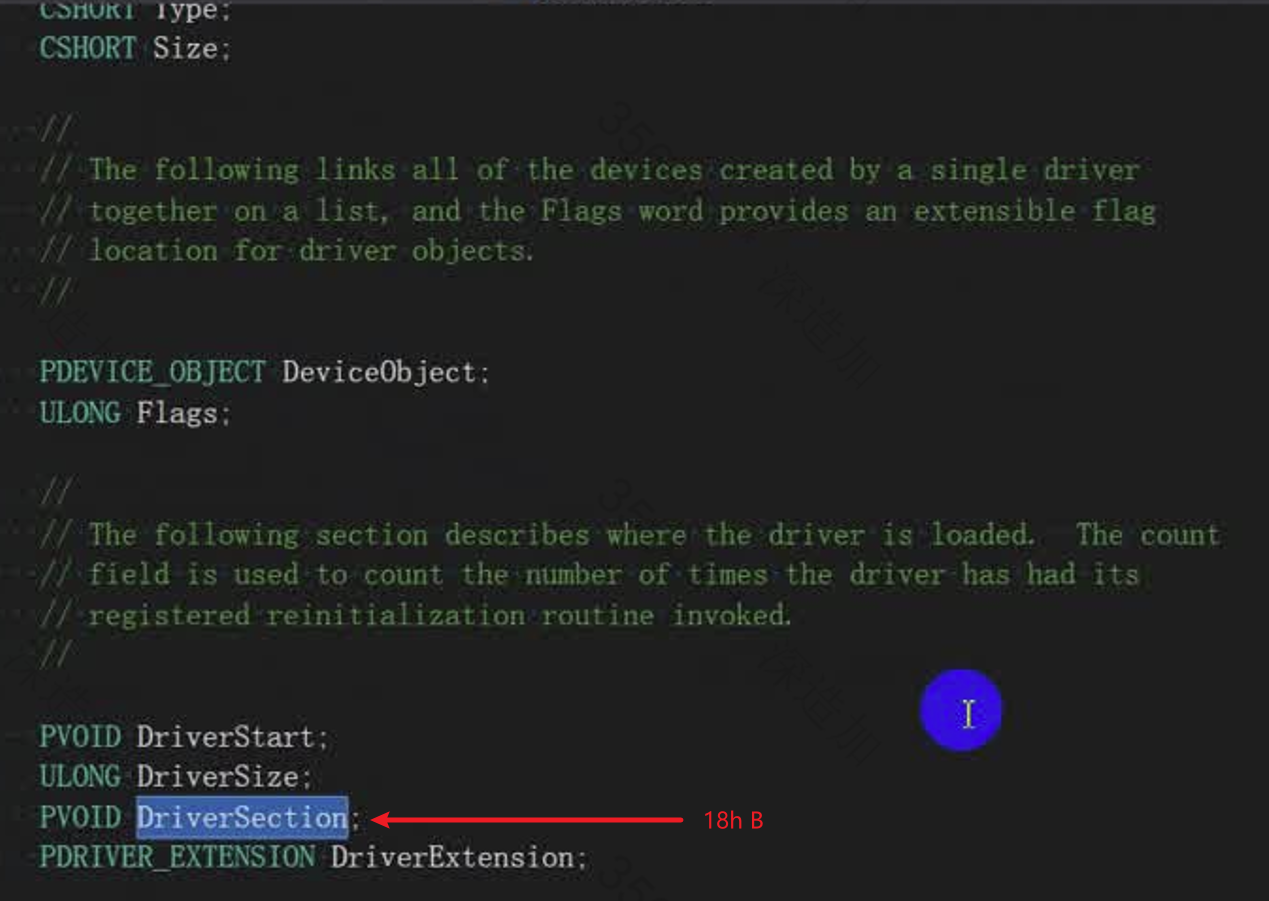 CSHORT Type;
CSHORT Size;
//
// The following links all of the devices created by a single driver
// together on a list, and the Flags word provides an extensible flag
// location for driver objects.
//
PDEVICE_OBJECT DeviceObject;
ULONG Flags;
//
// The following section describes where the driver is loaded.  The count
// field is used to count the number of times the driver has had its
// registered reinitialization routine invoked.
//
PVOID DriverStart;
ULONG DriverSize;
PVOID DriverSection; 18h B
PDRIVER_EXTENSION DriverExtension;